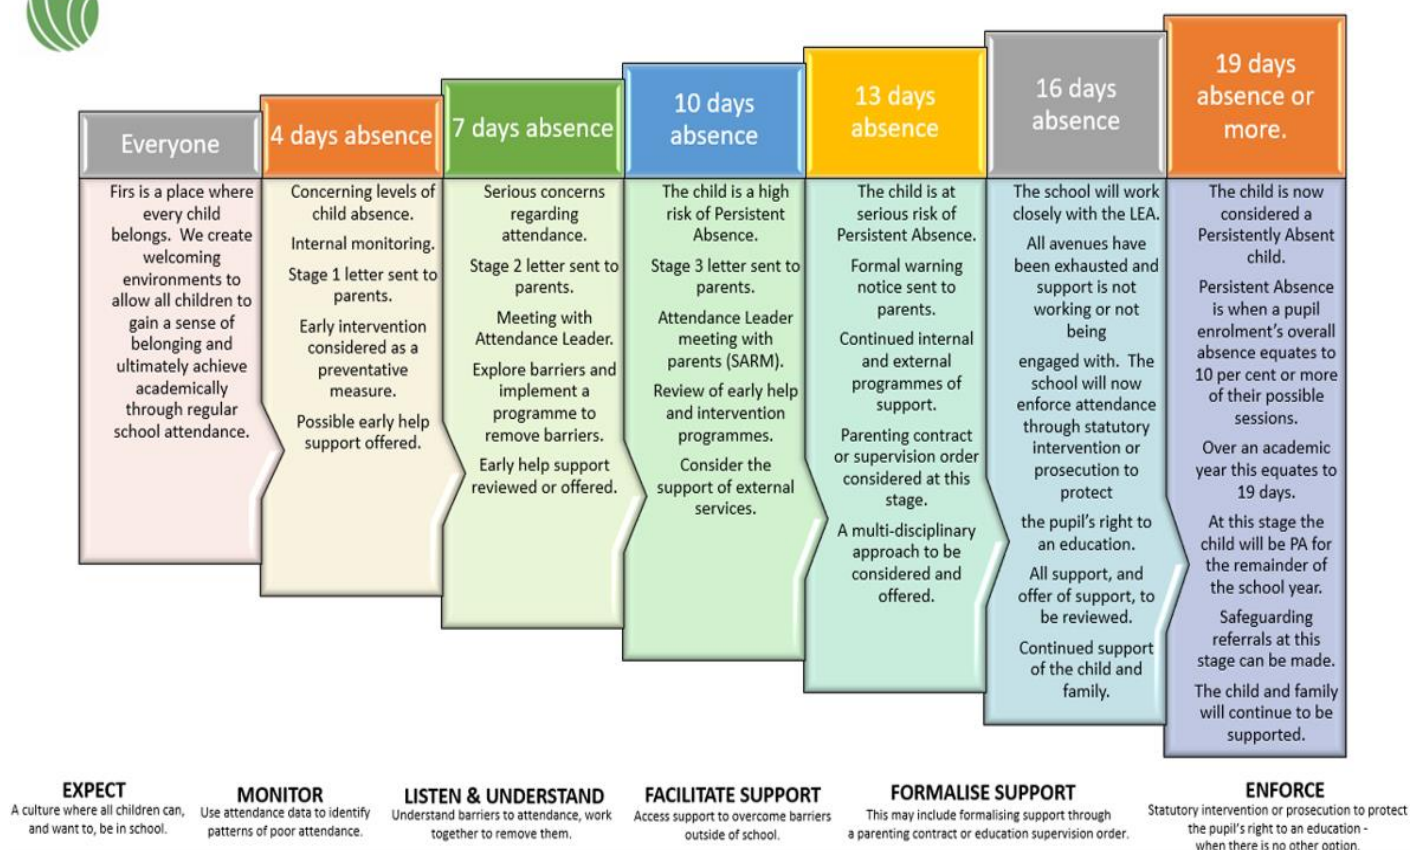 Everyone
Firs is a place where
every child
belongs. We create
welcoming
environments to
allow all children to
gain a sense of
belonging and
ultimately achieve
academically
through regular
school attendance.
4 days absence
Concerning levels of
child absence.
Internal monitoring.
Stage 1 letter sent to
parents.
Early intervention
considered as a
preventative
measure.
Possible early help
support offered.
7 days absence
Serious concerns
regarding
attendance.
Stage 2 letter sent to
parents.
Meeting with
Attendance Leader.
Explore barriers and
implement a
programme to
remove barriers.
Early help support
reviewed or offered.
10 days
absence
The child is a high
risk of Persistent
Absence.
Stage 3 letter sent to
parents.
Attendance Leader
meeting with
parents (SARM).
Review of early help
and intervention
programmes.
Consider the
support of external
services.
13 days
absence
The child is at
serious risk of
Persistent Absence.
Formal warning
notice sent to
parents.
Continued internal
and external
programmes of
support.
Parenting contract
or supervision order
considered at this
stage.
A multi-disciplinary
approach to be
considered and
offered.
16 days
absence
The school will work
closely with the LEA.
All avenues have
been exhausted and
support is not
working or not
being
engaged with. The
school will now
enforce attendance
through statutory
intervention or
prosecution to
protect
the pupil's right to
an education.
All support, and
offer of support, to
be reviewed.
Continued support
of the child and
family.
19 days
absence or
more.
The child is now
considered a
Persistently Absent
child.
Persistent Absence
is when a pupil
enrolment's overall
absence equates to
10 per cent or more
of their possible
sessions.
Over an academic
year this equates to
19 days.
At this stage the
child will be PA for
the remainder of
the school year.
Safeguarding
referrals at this
stage can be made.
The child and family
will continue to be
supported.
EXPECT
A culture where all children can,
and want to, be in school.
MONITOR
Use attendance data to identify
patterns of poor attendance.
LISTEN & UNDERSTAND
Understand barriers to attendance, work
together to remove them.
FACILITATE SUPPORT
Access support to overcome barriers
outside of school.
FORMALISE SUPPORT
This may include formalising support through
a parenting contract or education supervision order.
ENFORCE
Statutory intervention or prosecution to protect
the pupil's right to an education -
when there is no other option.